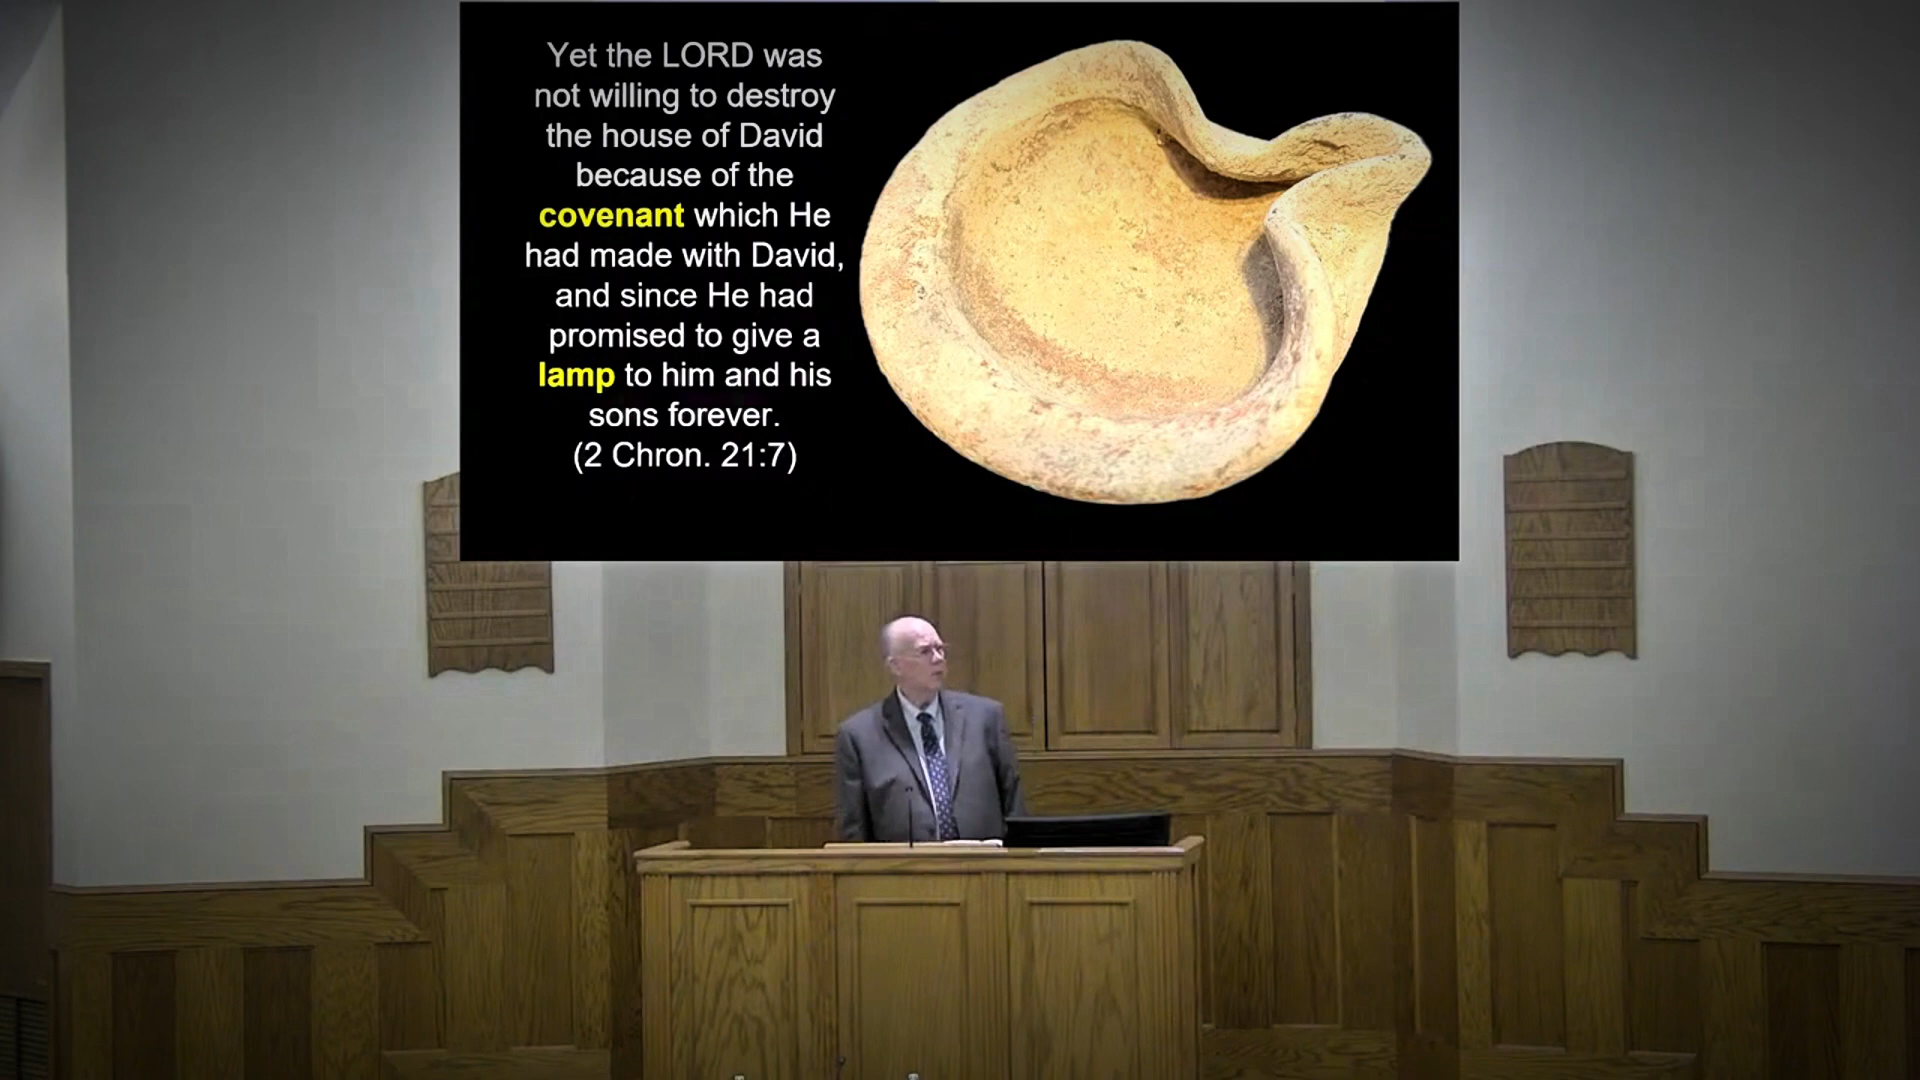 Yet the LORD was
not willing to destroy
the house of David
because of the
covenant which He
had made with David,
and since He had
promised to give a
lamp to him and his
sons forever.
(2 Chron. 21:7)